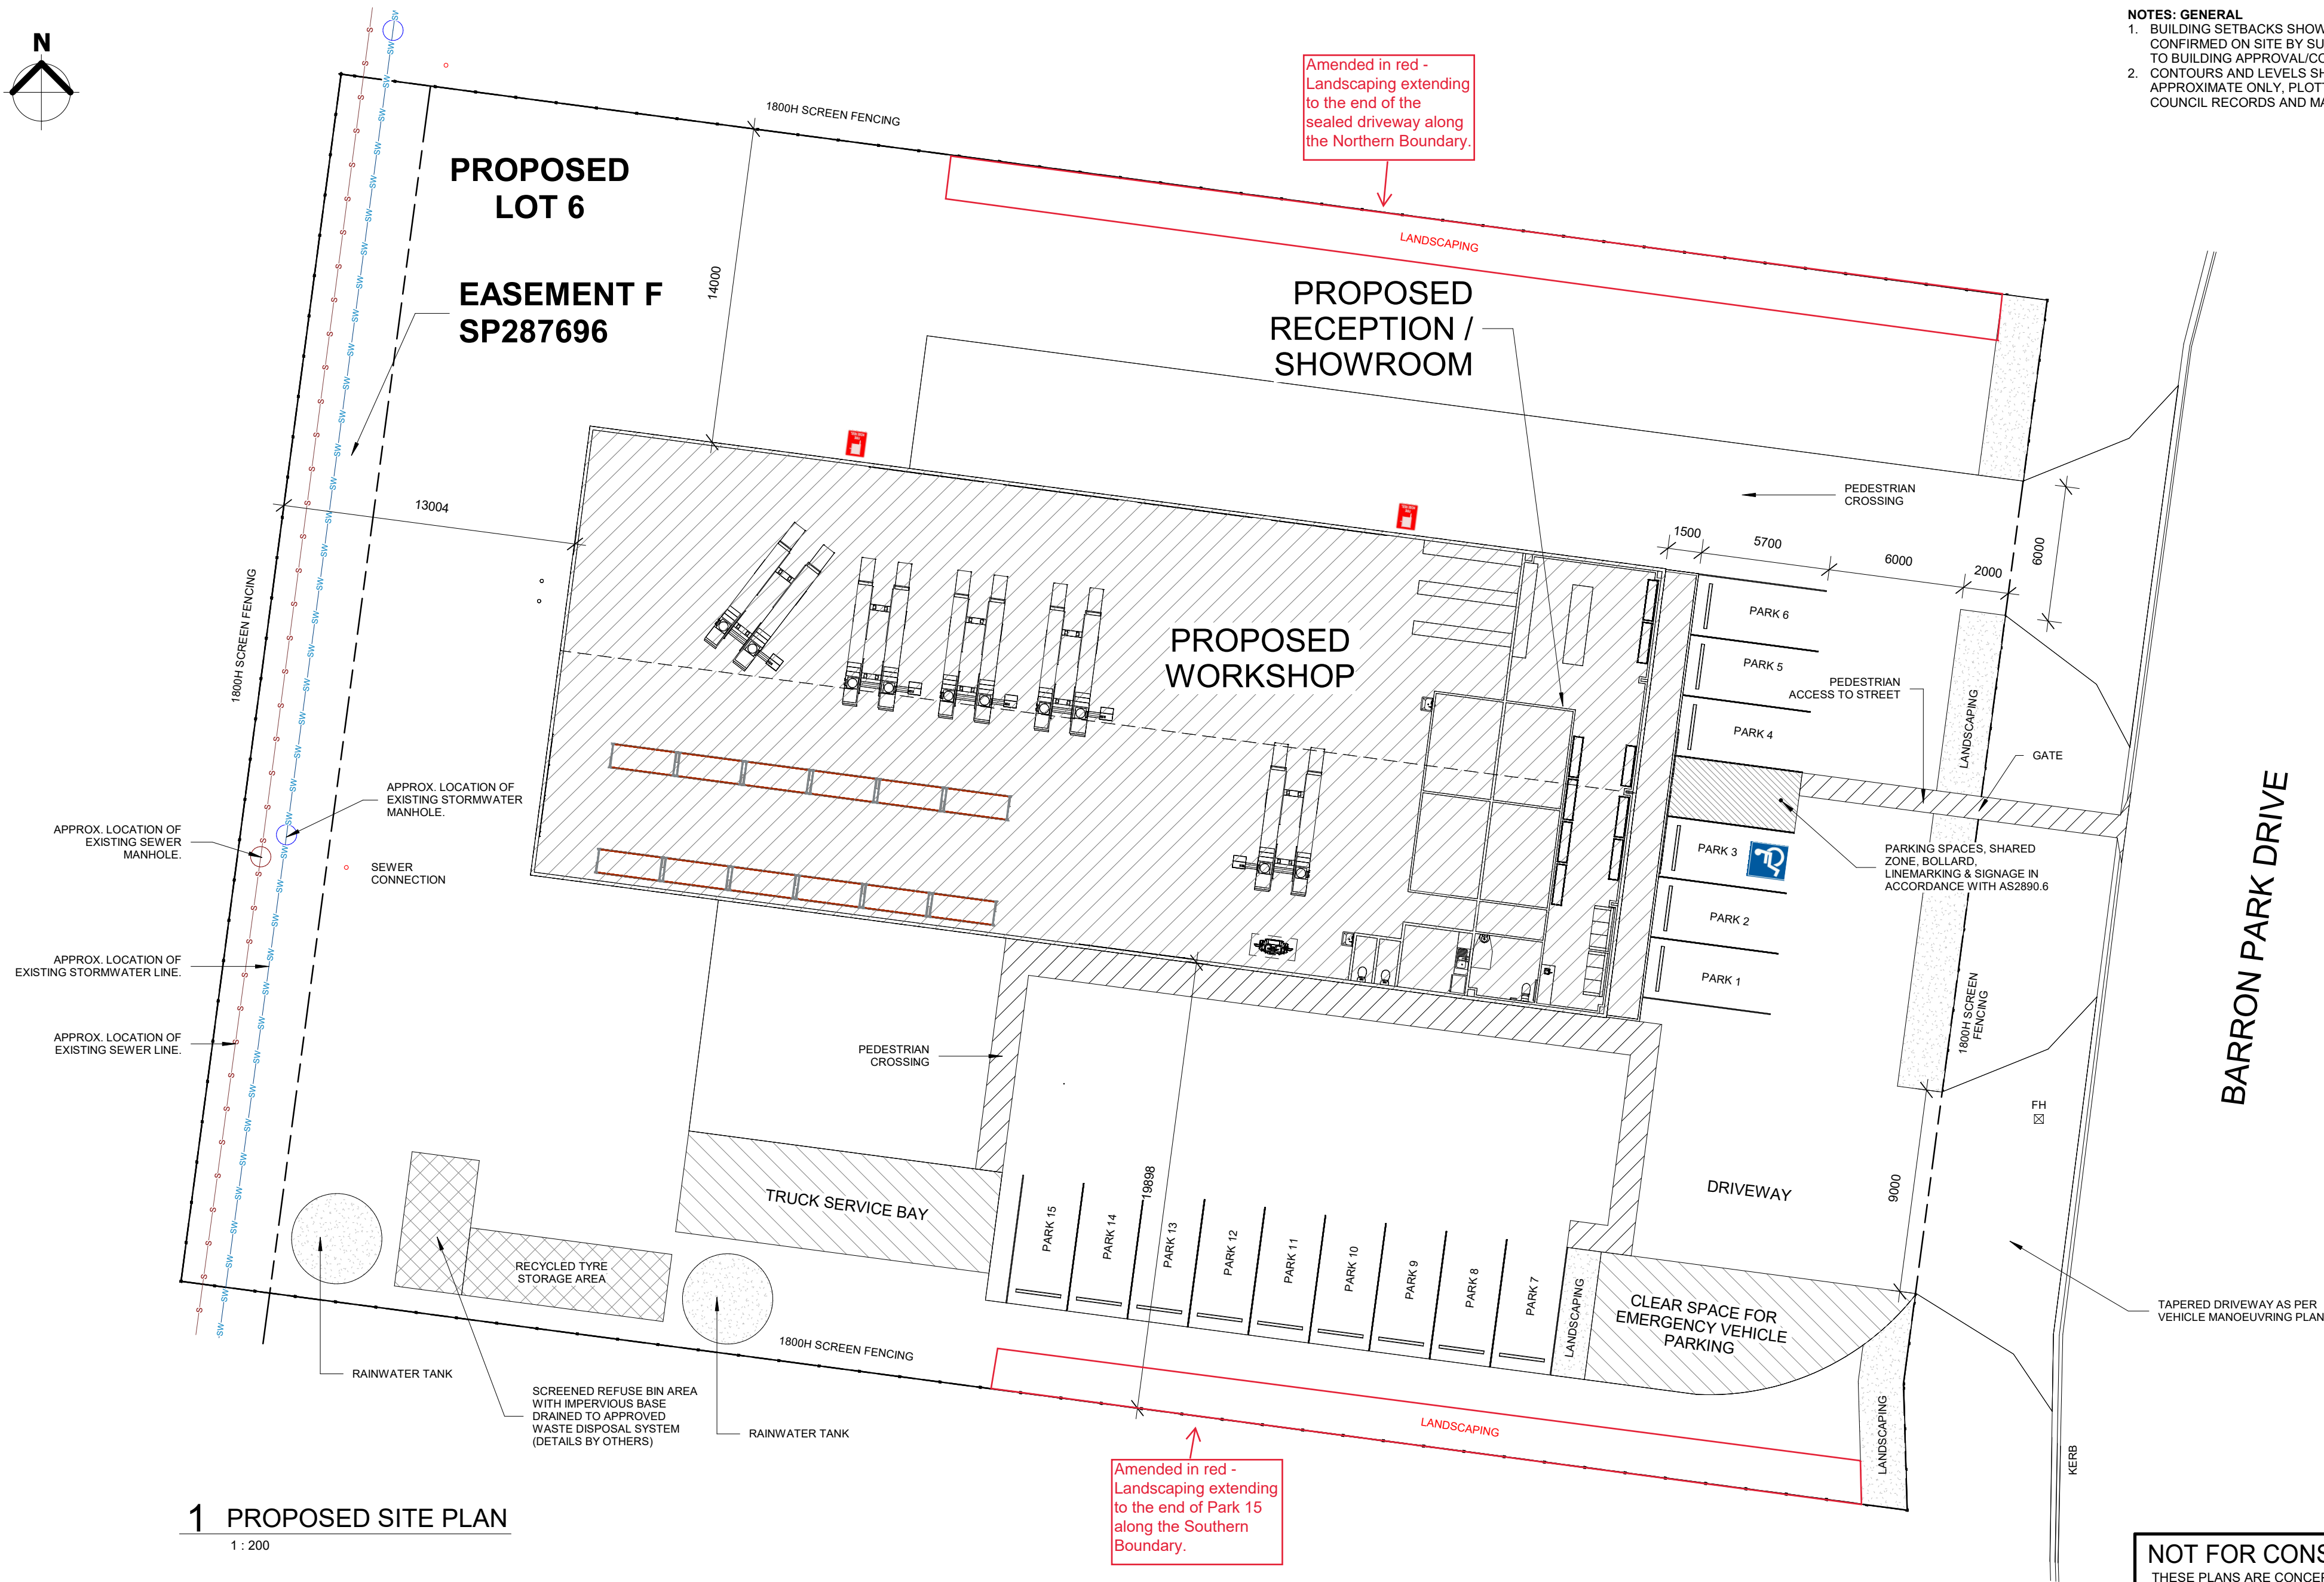 N
NOTES: GENERAL
1. BUILDING SETBACKS SHOW
CONFIRMED ON SITE BY SU
TO BUILDING APPROVAL/CO
2. CONTOURS AND LEVELS SH
APPROXIMATE ONLY, PLOT
COUNCIL RECORDS AND MA
Amended in red -
Landscaping extending
to the end of the
sealed driveway along
the Northern Boundary.
1800H SCREEN FENCING
PROPOSED
LOT 6
EASEMENT F
SP287696
14000
LANDSCAPING
PROPOSED
RECEPTION /
SHOWROOM
PEDESTRIAN
CROSSING
13004
1500
5700
6000
2000
6000
1800H SCREEN FENCING
PROPOSED
WORKSHOP
PARK 6
PARK 5
PARK 4
PEDESTRIAN
ACCESS TO STREET
LANDSCAPING
GATE
PARK 3
PARK 2
PARK 1
PARKING SPACES, SHARED
ZONE, BOLLARD,
LINEMARKING & SIGNAGE IN
ACCORDANCE WITH AS2890.6
BARRON PARK DRIVE
APPROX. LOCATION OF
EXISTING STORMWATER
MANHOLE.
APPROX. LOCATION OF
EXISTING SEWER
MANHOLE.
SEWER
CONNECTION
APPROX. LOCATION OF
EXISTING STORMWATER LINE.
APPROX. LOCATION OF
EXISTING SEWER LINE.
1800H SCREEN
FENCING
PEDESTRIAN
CROSSING
FH
TRUCK SERVICE BAY
19898
DRIVEWAY
9000
PARK 15
PARK 14
PARK 13
PARK 12
PARK 11
PARK 10
PARK 9
PARK 8
PARK 7
LANDSCAPING
CLEAR SPACE FOR
EMERGENCY VEHICLE
PARKING
RECYCLED TYRE
STORAGE AREA
TAPERED DRIVEWAY AS PER
VEHICLE MANOEUVRING PLAN
1800H SCREEN FENCING
RAINWATER TANK
SCREENED REFUSE BIN AREA
WITH IMPERVIOUS BASE
DRAINED TO APPROVED
WASTE DISPOSAL SYSTEM
(DETAILS BY OTHERS)
RAINWATER TANK
LANDSCAPING
LANDSCAPING
KERB
Amended in red -
Landscaping extending
to the end of Park 15
along the Southern
Boundary.
1 PROPOSED SITE PLAN
1 : 200
NOT FOR CONS
THESE PLANS ARE CONCEP